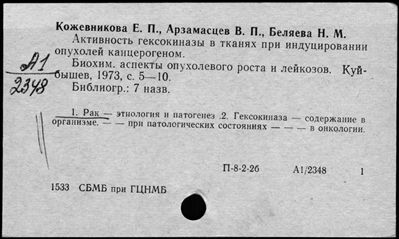 Кожевникова Е. П., Арзамасцев В. П., Беляева Н. М.
Активность гексокиназы в тканях при индуцировании
опухолей канцерогеном.
Биохим. аспекты опухолевого роста и лейкозов. Куй-
бышев, 1973, с. 5—10.
Библиогр.: 7 назв.
А1
2348
1. Рак — этнология и патогенез .2. Гексокиназа — содержание в
организме. — — при патологических состояниях — — — в онкологии.
П-8-2-2б А1/2348 1
1533 СБМБ при ГЦНМБ